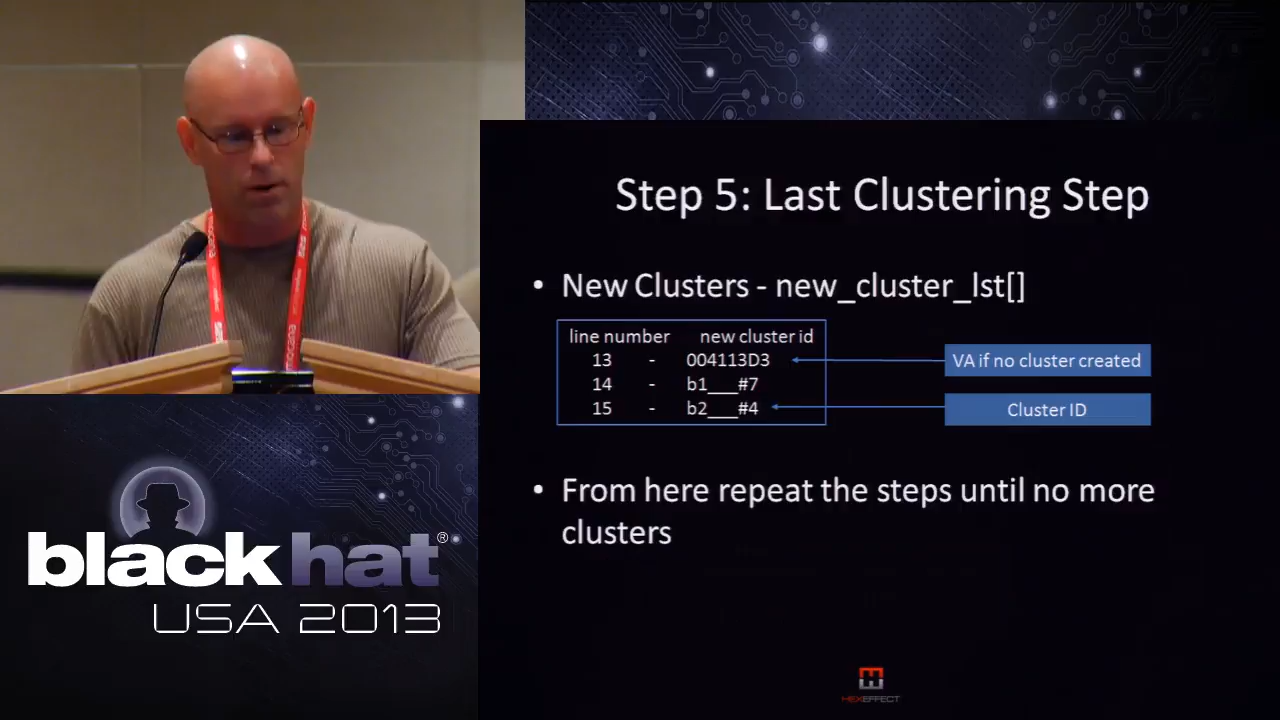 Step 5: Last Clustering Step
• New Clusters - new_cluster_lst[]
line number new cluster id
13 - 004113D3
14 - b1___#7
15 - b2___#4
VA if no cluster created
Cluster ID
• From here repeat the steps until no more
clusters
blackhat®
USA 2013
HEXEFFECT